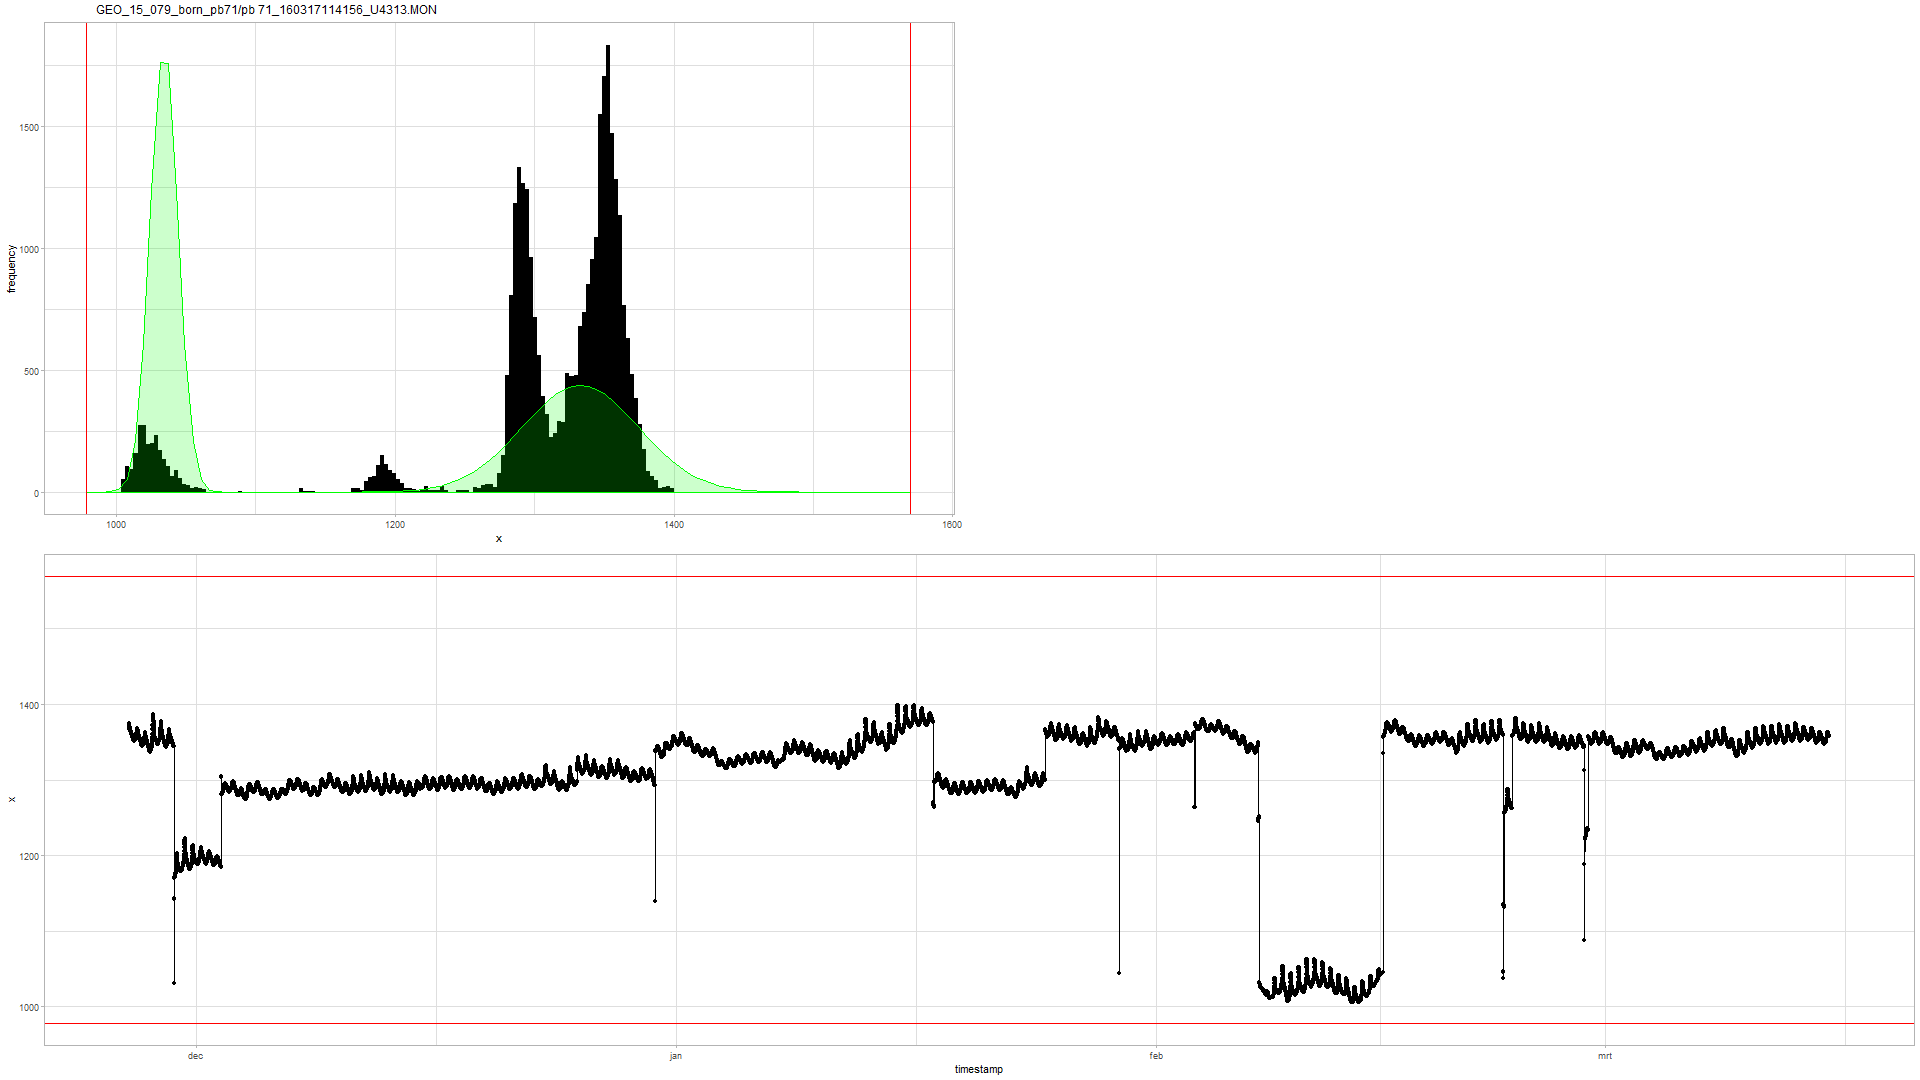 GEO_15_079_born_pb71/pb 71_160317114156_U4313.MON
frequency
1500
1000
500
0
1000
1200
1400
1600
x
x
1400
1200
1000
dec
jan
feb
mrt
timestamp